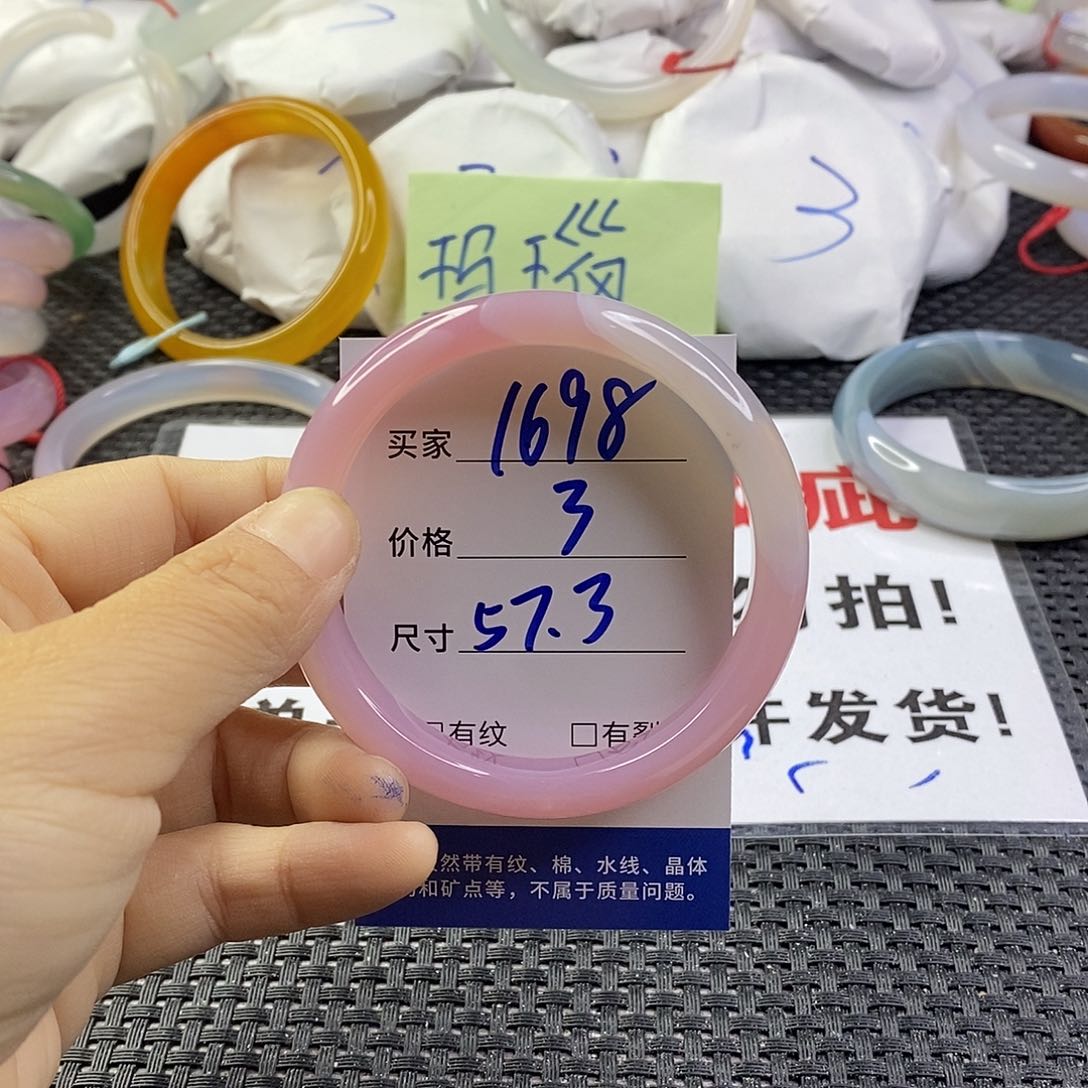 3
玛瑙
买家 1698
价格 3
尺寸 57.3
拍!
发货!
□有纹 □有裂
然带有纹、棉、水线、晶体
和矿点等，不属于质量问题。